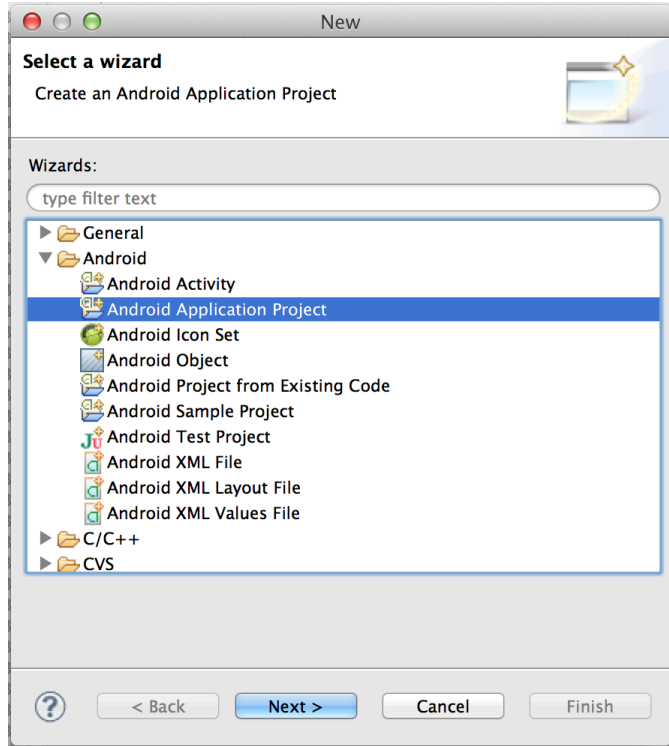 New
Select a wizard
Create an Android Application Project
Wizards:
type filter text
General
Android
Android Activity
Android Application Project
Android Icon Set
Android Object
Android Project from Existing Code
Android Sample Project
Android Test Project
Android XML File
Android XML Layout File
Android XML Values File
C/C++
CVS
? < Back Next > Cancel Finish